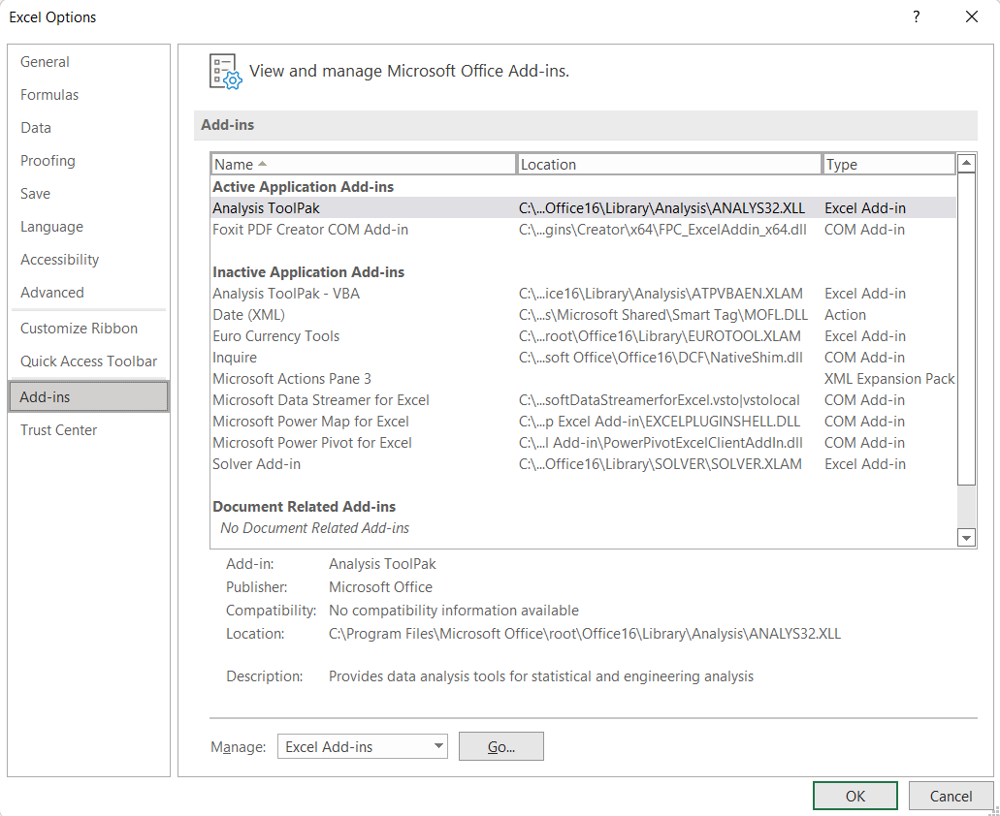 Excel Options
?
General
Formulas
Data
Proofing
Save
Language
Accessibility
Advanced
Customize Ribbon
Quick Access Toolbar
Add-ins
Trust Center
View and manage Microsoft Office Add-ins.
Add-ins
Name Location Type
Active Application Add-ins
Analysis ToolPak C:\...Office16\Library\Analysis\ANALYS32.XLL Excel Add-in
Foxit PDF Creator COM Add-in C:\...gins\Creator\x64\FPC_ExcelAddin_x64.dll COM Add-in
Inactive Application Add-ins
Analysis ToolPak - VBA C:\...ice16\Library\Analysis\ATPVBAEN.XLAM Excel Add-in
Date (XML) C:\...s\Microsoft Shared\Smart Tag\MOFL.DLL Action
Euro Currency Tools C:\...root\Office16\Library\EUROTOOL.XLAM Excel Add-in
Inquire C:\...soft Office\Office16\DCF\NativeShim.dll COM Add-in
Microsoft Actions Pane 3 XML Expansion Pack
Microsoft Data Streamer for Excel C:\...softDataStreamerforExcel.vsto|vstolocal COM Add-in
Microsoft Power Map for Excel C:\...p Excel Add-in\EXCELPLUGINSHELL.DLL COM Add-in
Microsoft Power Pivot for Excel C:\...l Add-in\PowerPivotExcelClientAddIn.dll COM Add-in
Solver Add-in C:\...Office16\Library\SOLVER\SOLVER.XLAM Excel Add-in
Document Related Add-ins
No Document Related Add-ins
Add-in: Analysis ToolPak
Publisher: Microsoft Office
Compatibility: No compatibility information available
Location: C:\Program Files\Microsoft Office\root\Office16\Library\Analysis\ANALYS32.XLL
Description: Provides data analysis tools for statistical and engineering analysis
Manage: Excel Add-ins Go...
OK Cancel